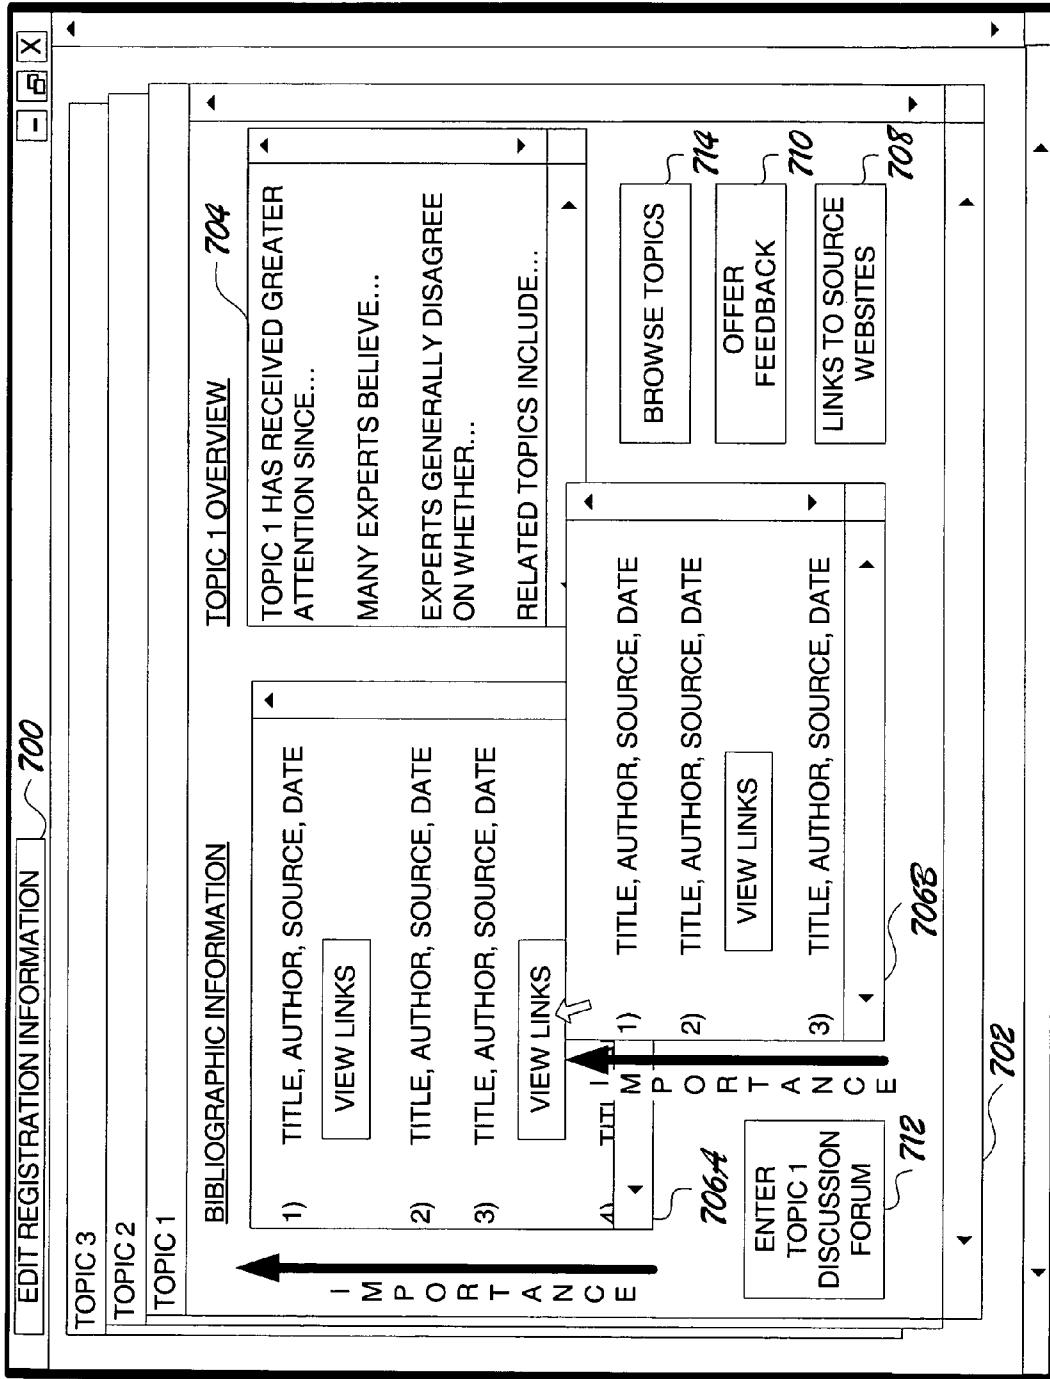 EDIT REGISTRATION INFORMATION
700
- X
TOPIC 3
TOPIC 2
TOPIC 1
BIBLIOGRAPHIC INFORMATION
1) TITLE, AUTHOR, SOURCE, DATE
VIEW LINKS
2) TITLE, AUTHOR, SOURCE, DATE
3) TITLE, AUTHOR, SOURCE, DATE
VIEW LINKS
4) TITL
IMPORTANCE
706A
TOPIC 1 OVERVIEW
704
TOPIC 1 HAS RECEIVED GREATER
ATTENTION SINCE...
MANY EXPERTS BELIEVE...
EXPERTS GENERALLY DISAGREE
ON WHETHER...
RELATED TOPICS INCLUDE...
1) TITLE, AUTHOR, SOURCE, DATE
2) TITLE, AUTHOR, SOURCE, DATE
VIEW LINKS
3) TITLE, AUTHOR, SOURCE, DATE
IMPORTANCE
706B
BROWSE TOPICS
714
OFFER
FEEDBACK
710
LINKS TO SOURCE
WEBSITES
708
ENTER
TOPIC 1
DISCUSSION
FORUM
712
702